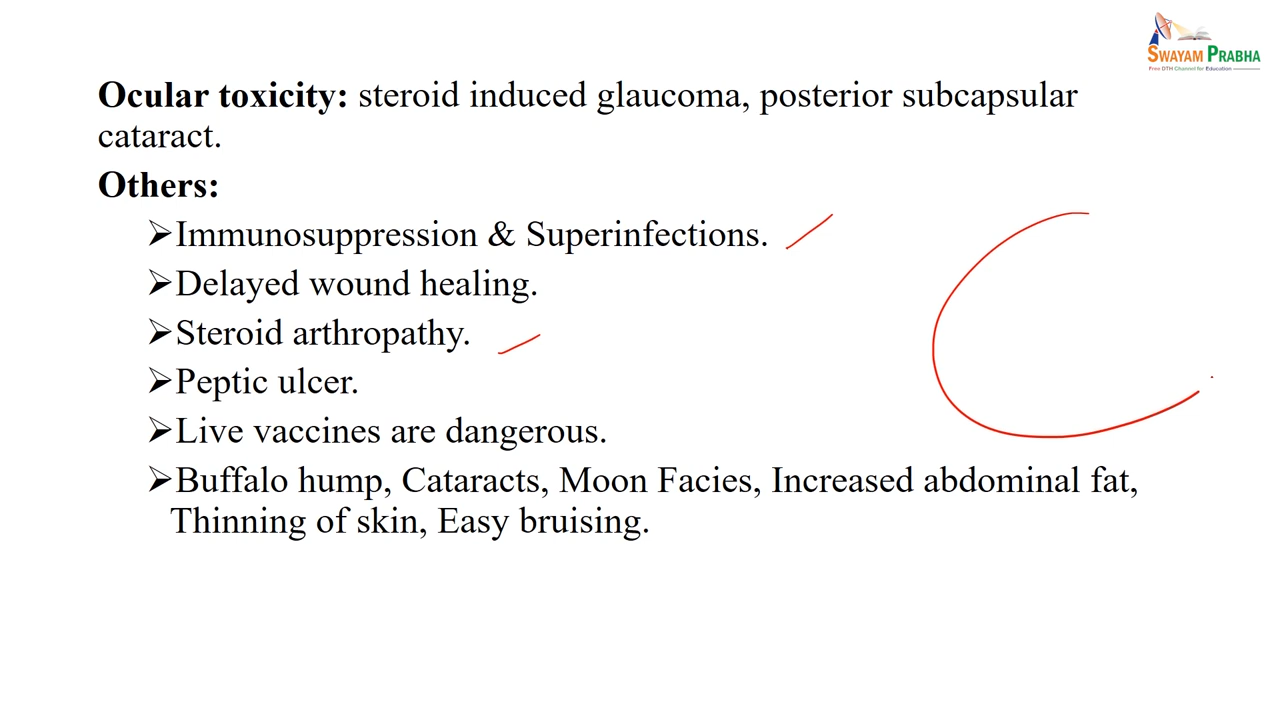 SWAYAM PRABHA
Free DTH Channel for Education
Ocular toxicity: steroid induced glaucoma, posterior subcapsular
cataract.
Others:
➢Immunosuppression & Superinfections.
➢Delayed wound healing.
➢Steroid arthropathy.
➢Peptic ulcer.
➢Live vaccines are dangerous.
➢Buffalo hump, Cataracts, Moon Facies, Increased abdominal fat,
Thinning of skin, Easy bruising.